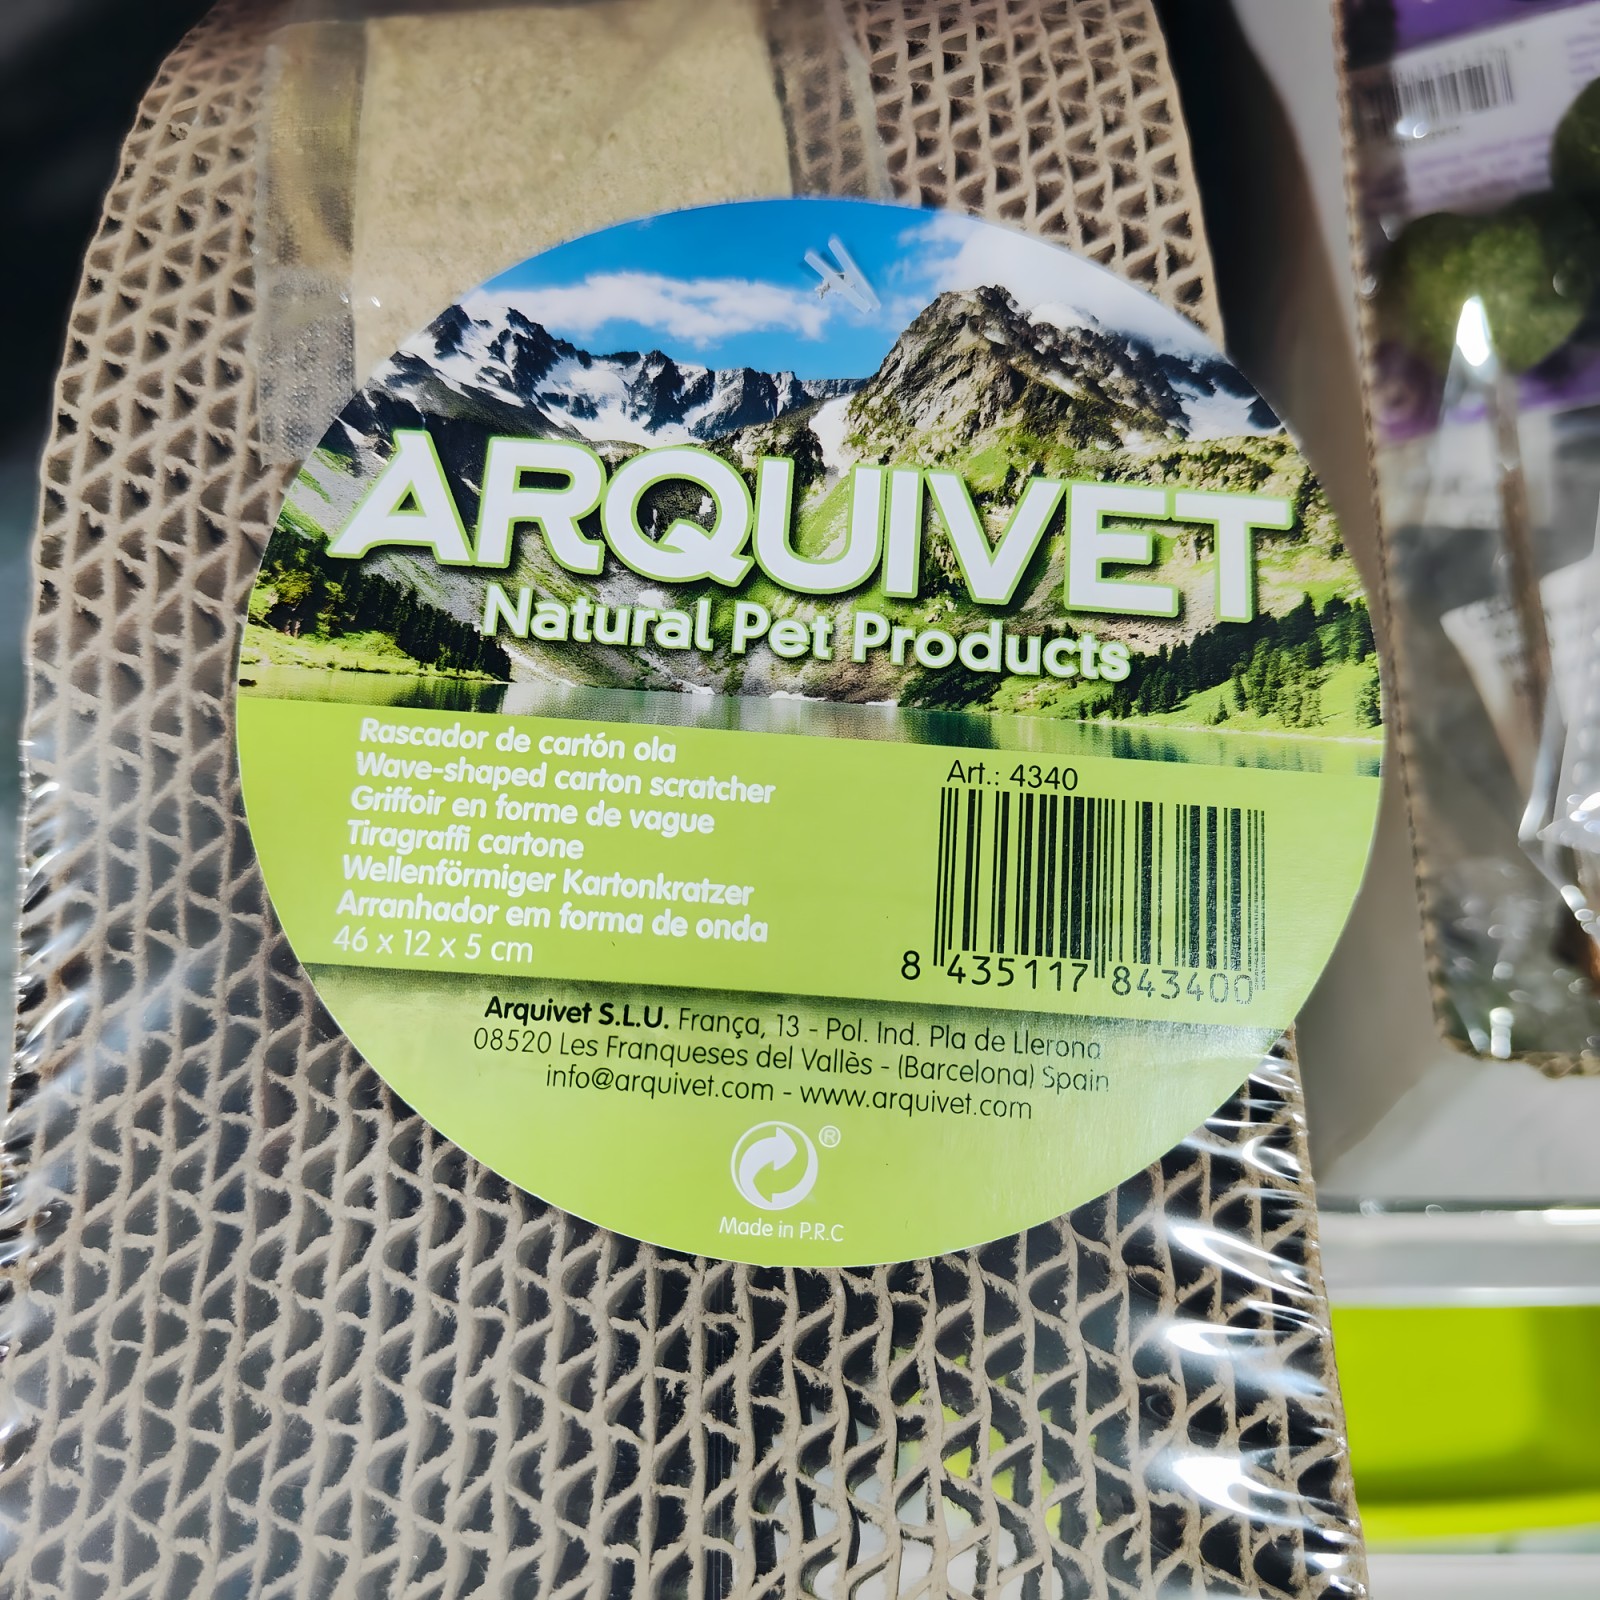 ARQUIVET
Natural Pet Products
Rascador de cartón ola
Wave-shaped carton scratcher
Griffoir en forme de vague
Tiragraffi cartone
Wellenförmiger Kartonkratzer
Arranhador em forma de onda
46 x 12 x 5 cm
Art.: 4340
8 435117 843400
Arquivet S.L.U. França, 13 - Pol. Ind. Pla de Llerona
08520 Les Franqueses del Vallès - (Barcelona) Spain
info@arquivet.com - www.arquivet.com
®
Made in P.R.C